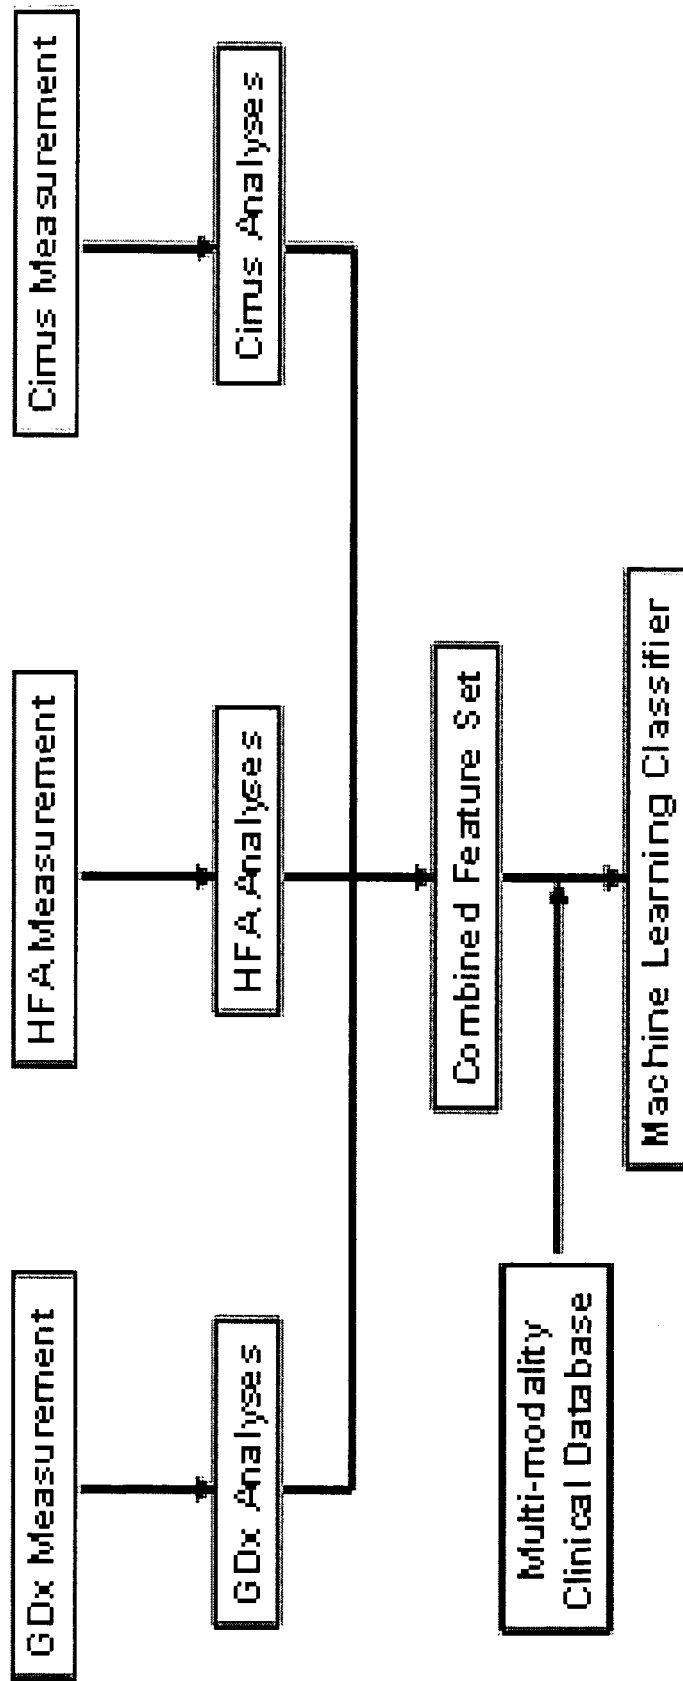 GDx Measurement
HFA Measurement
Cirrus Measurement
GDx Analyses
HFA Analyses
Cirrus Analyses
Combined Feature Set
Multi-modality
Clinical Database
Machine Learning Classifier